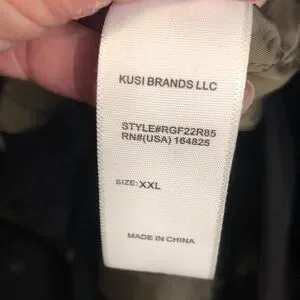 KUSI BRANDS LLC
STYLE#RGF22R85
RN#(USA) 164825
SIZE: XXL
MADE IN CHINA